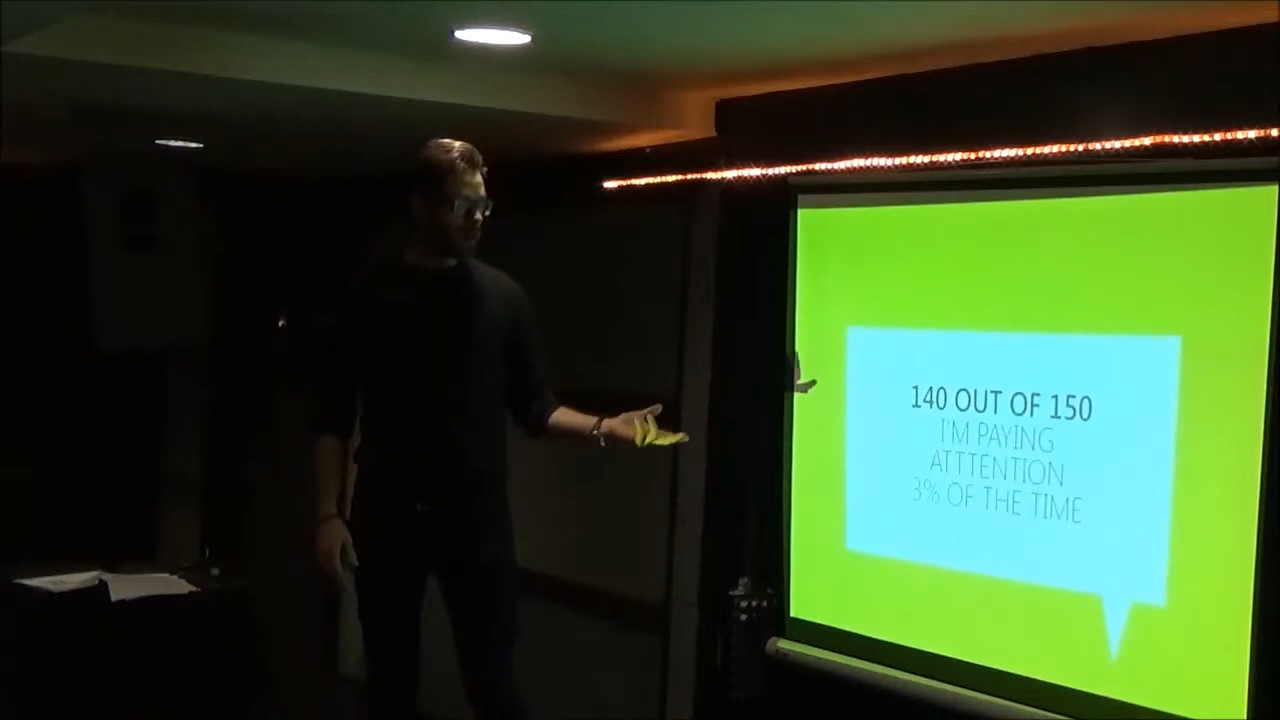 140 OUT OF 150
I'M PAYING
ATTTENTION
3% OF THE TIME